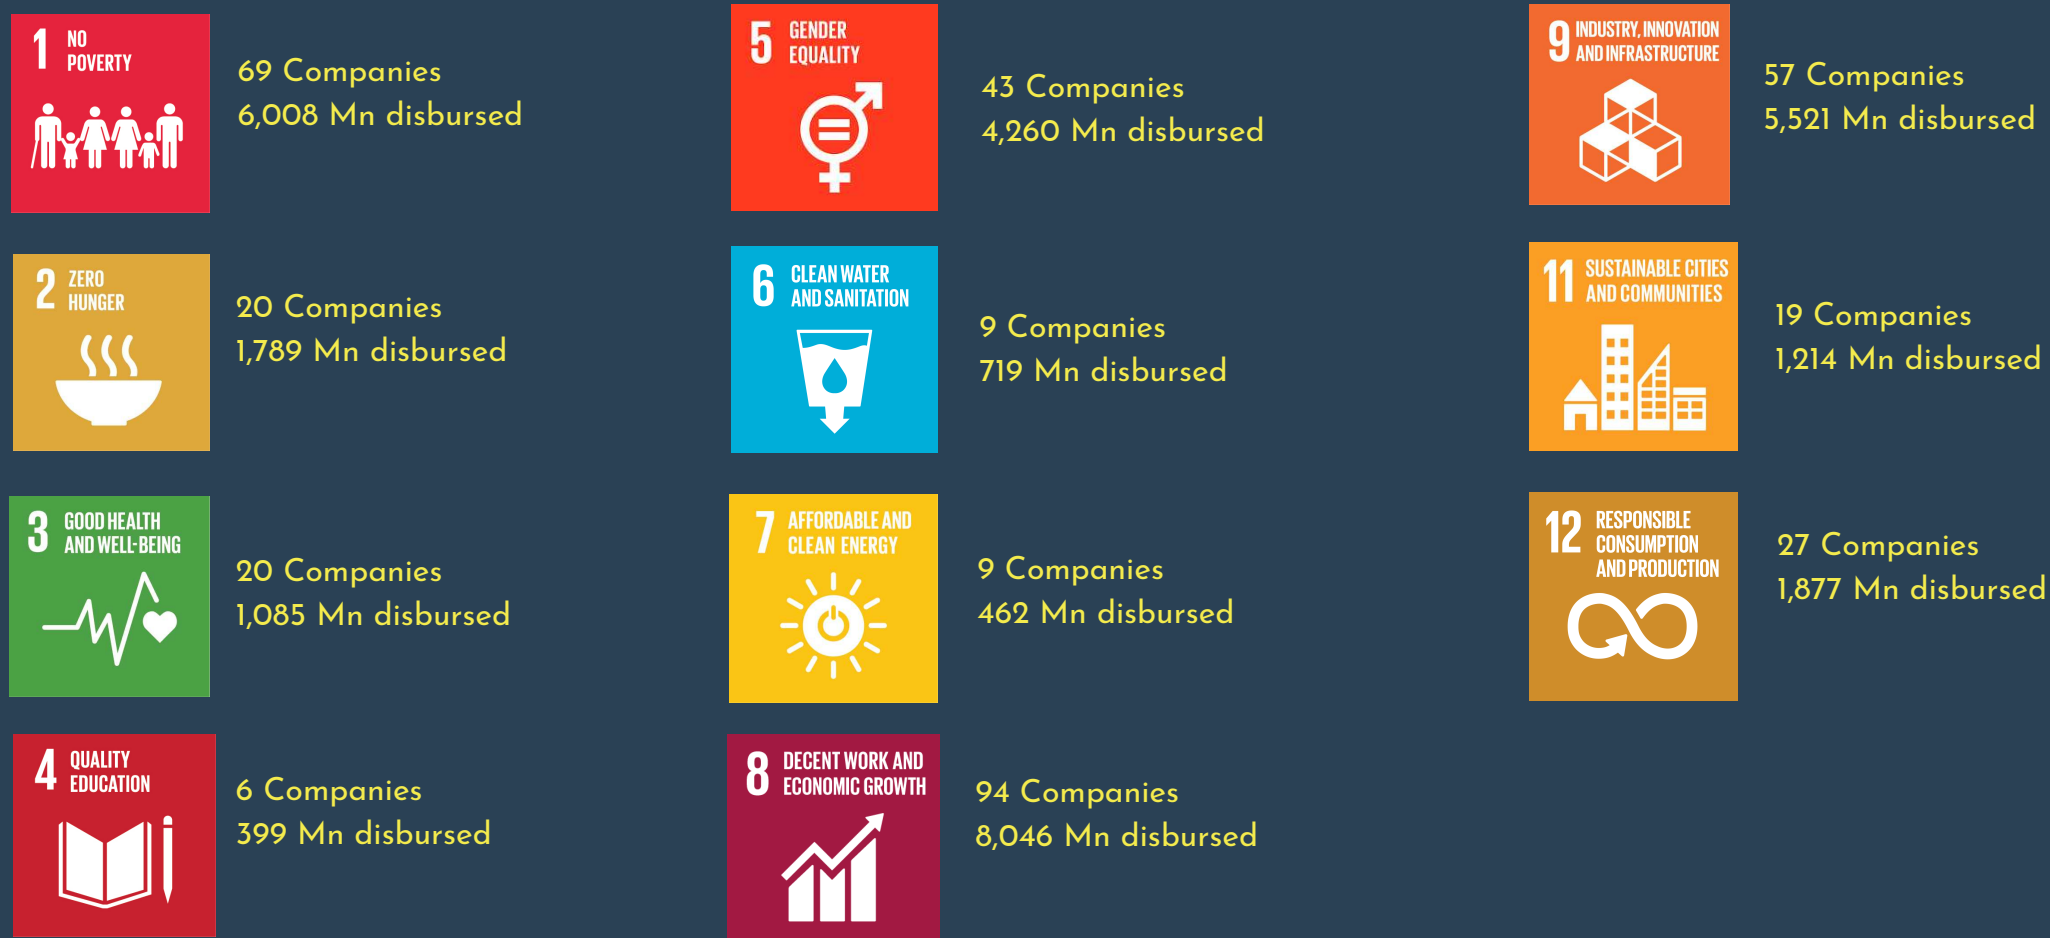 1 NO
POVERTY
69 Companies
6,008 Mn disbursed
2 ZERO
HUNGER
20 Companies
1,789 Mn disbursed
3 GOOD HEALTH
AND WELL-BEING
20 Companies
1,085 Mn disbursed
4 QUALITY
EDUCATION
6 Companies
399 Mn disbursed
5 GENDER
EQUALITY
43 Companies
4,260 Mn disbursed
6 CLEAN WATER
AND SANITATION
9 Companies
719 Mn disbursed
7 AFFORDABLE AND
CLEAN ENERGY
9 Companies
462 Mn disbursed
8 DECENT WORK AND
ECONOMIC GROWTH
94 Companies
8,046 Mn disbursed
9 INDUSTRY, INNOVATION
AND INFRASTRUCTURE
57 Companies
5,521 Mn disbursed
11 SUSTAINABLE CITIES
AND COMMUNITIES
19 Companies
1,214 Mn disbursed
12 RESPONSIBLE
CONSUMPTION
AND PRODUCTION
27 Companies
1,877 Mn disbursed